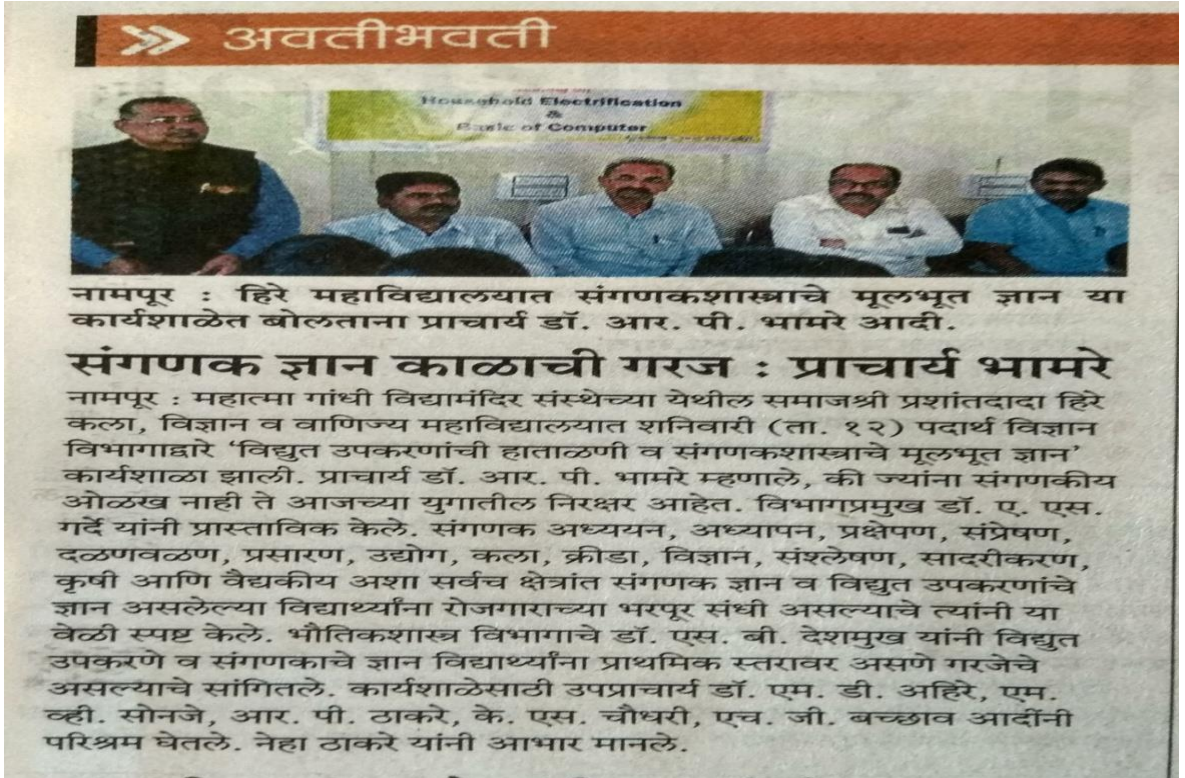 अवतीभवती
Household Electrification
&
Basic of Computer
नामपूर : हिरे महाविद्यालयात संगणकशास्त्राचे मूलभूत ज्ञान या
कार्यशाळेत बोलताना प्राचार्य डॉ. आर. पी. भामरे आदी.
संगणक ज्ञान काळाची गरज : प्राचार्य भामरे
नामपूर : महात्मा गांधी विद्यामंदिर संस्थेच्या येथील समाजश्री प्रशांतदादा हिरे
कला, विज्ञान व वाणिज्य महाविद्यालयात शनिवारी (ता. १२) पदार्थ विज्ञान
विभागाद्वारे ‘विद्युत उपकरणांची हाताळणी व संगणकशास्त्राचे मूलभूत ज्ञान’
कार्यशाळा झाली. प्राचार्य डॉ. आर. पी. भामरे म्हणाले, की ज्यांना संगणकीय
ओळख नाही ते आजच्या युगातील निरक्षर आहेत. विभागप्रमुख डॉ. ए. एस.
गर्दे यांनी प्रास्ताविक केले. संगणक अध्ययन, अध्यापन, प्रक्षेपण, संप्रेषण,
दळणवळण, प्रसारण, उद्योग, कला, क्रीडा, विज्ञान, संश्लेषण, सादरीकरण,
कृषी आणि वैद्यकीय अशा सर्वच क्षेत्रांत संगणक ज्ञान व विद्युत उपकरणांचे
ज्ञान असलेल्या विद्यार्थ्यांना रोजगाराच्या भरपूर संधी असल्याचे त्यांनी या
वेळी स्पष्ट केले. भौतिकशास्त्र विभागाचे डॉ. एस. बी. देशमुख यांनी विद्युत
उपकरणे व संगणकाचे ज्ञान विद्यार्थ्यांना प्राथमिक स्तरावर असणे गरजेचे
असल्याचे सांगितले. कार्यशाळेसाठी उपप्राचार्य डॉ. एम. डी. अहिरे, एम.
व्ही. सोनजे, आर. पी. ठाकरे, के. एस. चौधरी, एच. जी. बच्छाव आदींनी
परिश्रम घेतले. नेहा ठाकरे यांनी आभार मानले.